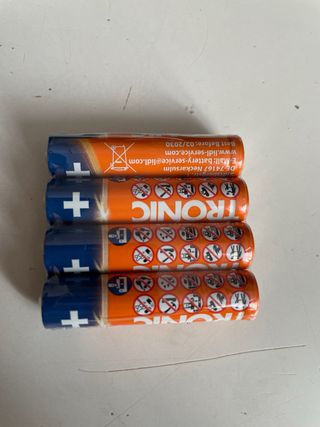 DE-74167 Neckarsulm
E-Mail: battery-service@lidl.com
www.lidl-service.com
Best Before: 03/2030
TRONIC
TRONIC
TRONIC